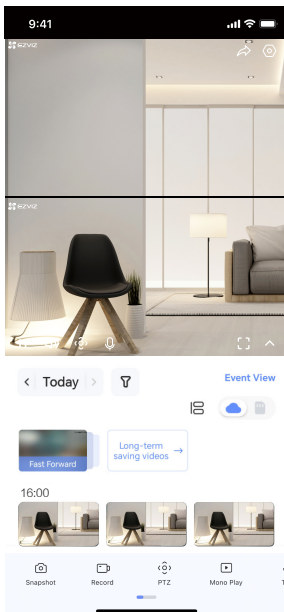 9:41
EZVIZ
EZVIZ
Today
Event View
Fast Forward
Long-term
saving videos
16:00
Snapshot
Record
PTZ
Mono Play